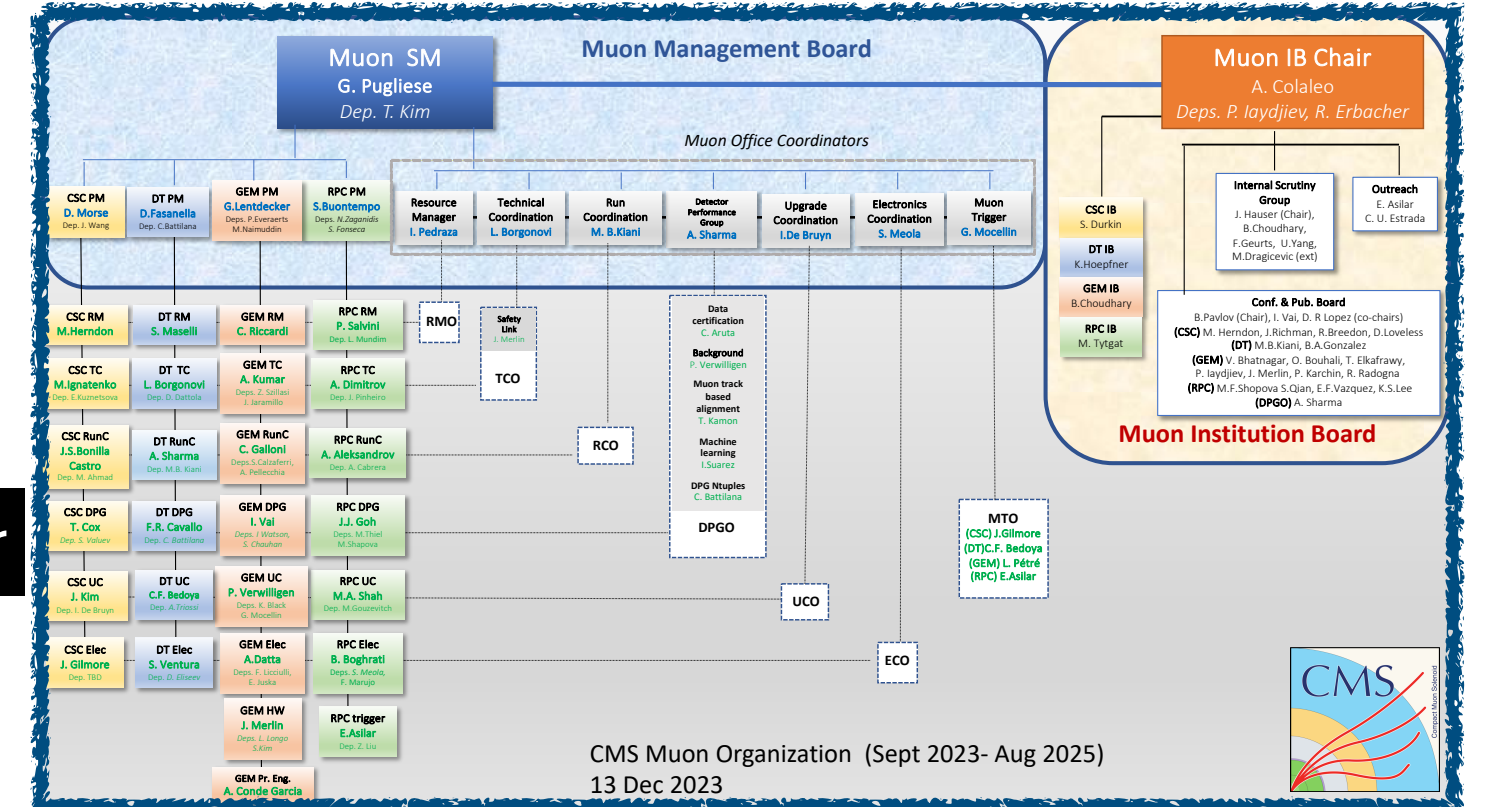 Muon Management Board
Muon SM
G. Pugliese
Dep. T. Kim
Muon IB Chair
A. Colaleo
Deps. P. Iaydjiev, R. Erbacher
Muon Office Coordinators
CSC PM
D. Morse
Dep. J. Wang
DT PM
D.Fasanella
Dep. C.Battilana
GEM PM
G.Lentdecker
Deps. P.Everaerts
M.Naimuddin
RPC PM
S.Buontempo
Deps. N.Zaganidis
S. Fonseca
Resource
Manager
I. Pedraza
Technical
Coordination
L. Borgonovi
Run
Coordination
M. B.Kiani
Detector
Performance
Group
A. Sharma
Upgrade
Coordination
I.De Bruyn
Electronics
Coordination
S. Meola
Muon
Trigger
G. Mocellin
CSC IB
S. Durkin
DT IB
K.Hoepfner
GEM IB
B.Choudhary
RPC IB
M. Tytgat
Internal Scrutiny
Group
J. Hauser (Chair),
B.Choudhary,
F.Geurts, U.Yang,
M.Dragicevic (ext)
Outreach
E. Asilar
C. U. Estrada
Conf. & Pub. Board
B.Pavlov (Chair), I. Vai, D. R Lopez (co-chairs)
(CSC) M. Herndon, J.Richman, R.Breedon, D.Loveless
(DT) M.B.Kiani, B.A.Gonzalez
(GEM) V. Bhatnagar, O. Bouhali, T. Elkafrawy,
P. Iaydjiev, J. Merlin, P. Karchin, R. Radogna
(RPC) M.F.Shopova S.Qian, E.F.Vazquez, K.S.Lee
(DPGO) A. Sharma
Muon Institution Board
CSC RM
M.Herndon
DT RM
S. Maselli
GEM RM
C. Riccardi
RPC RM
P. Salvini
Dep. L. Mundim
RMO
Safety
Link
J. Merlin
TCO
CSC TC
M.Ignatenko
Dep. E.Kuznetsova
DT TC
L. Borgonovi
Dep. D. Dattola
GEM TC
A. Kumar
Deps. Z. Szillasi
J. Jaramillo
RPC TC
A. Dimitrov
Dep. J. Pinheiro
CSC RunC
J.S.Bonilla
Castro
Dep. M. Ahmad
DT RunC
A. Sharma
Dep. M.B. Kiani
GEM RunC
C. Galloni
Deps.S.Calzaferri,
A. Pellecchia
RPC RunC
A. Aleksandrov
Dep. A. Cabrera
RCO
Data
certification
C. Aruta
Background
P. Verwilligen
Muon track
based
alignment
T. Kamon
Machine
learning
I.Suarez
DPG Ntuples
C. Battilana
DPGO
CSC DPG
T. Cox
Dep. S. Valuev
DT DPG
F.R. Cavallo
Dep. C. Battilana
GEM DPG
I. Vai
Deps. I Watson,
S. Chauhan
RPC DPG
J.J. Goh
Deps. M.Thiel
M.Shapova
MTO
(CSC) J.Gilmore
(DT)C.F. Bedoya
(GEM) L. Pétré
(RPC) E.Asilar
CSC UC
J. Kim
Dep. I. De Bruyn
DT UC
C.F. Bedoya
Dep. A.Triossi
GEM UC
P. Verwilligen
Deps. K. Black
G. Mocellin
RPC UC
M.A. Shah
Dep. M.Gouzevitch
UCO
CSC Elec
J. Gilmore
Dep. TBD
DT Elec
S. Ventura
Dep. D. Eliseev
GEM Elec
A.Datta
Deps. F. Licciulli,
E. Juska
RPC Elec
B. Boghrati
Deps. S. Meola,
F. Marujo
ECO
GEM HW
J. Merlin
Deps. L. Longo
S.Kim
RPC trigger
E.Asilar
Dep. Z. Liu
GEM Pr. Eng.
A. Conde Garcia
CMS Muon Organization (Sept 2023- Aug 2025)
13 Dec 2023
CMS
Compact Muon Solenoid
r